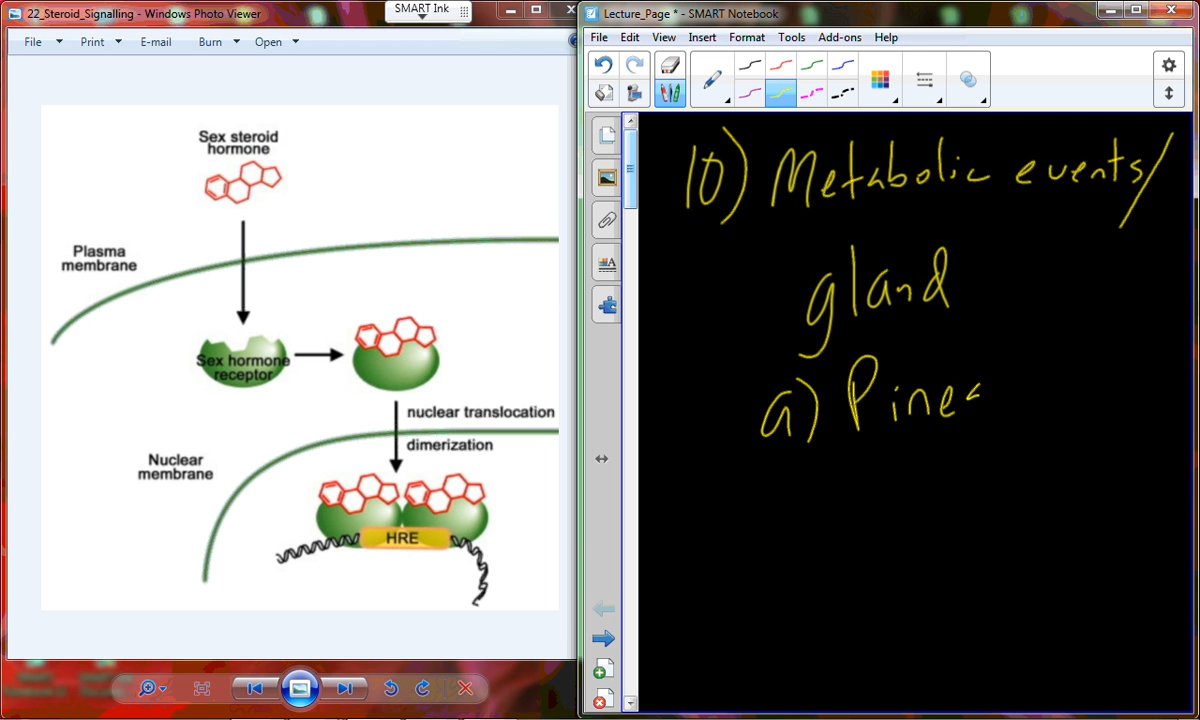 22_Steroid_Signalling - Windows Photo Viewer
SMART Ink
File Print E-mail Burn Open
Sex steroid
hormone
Plasma
membrane
Sex hormone
receptor
nuclear translocation
dimerization
Nuclear
membrane
HRE
Lecture_Page * - SMART Notebook
File Edit View Insert Format Tools Add-ons Help
10) Metabolic events/
gland
a) Pine